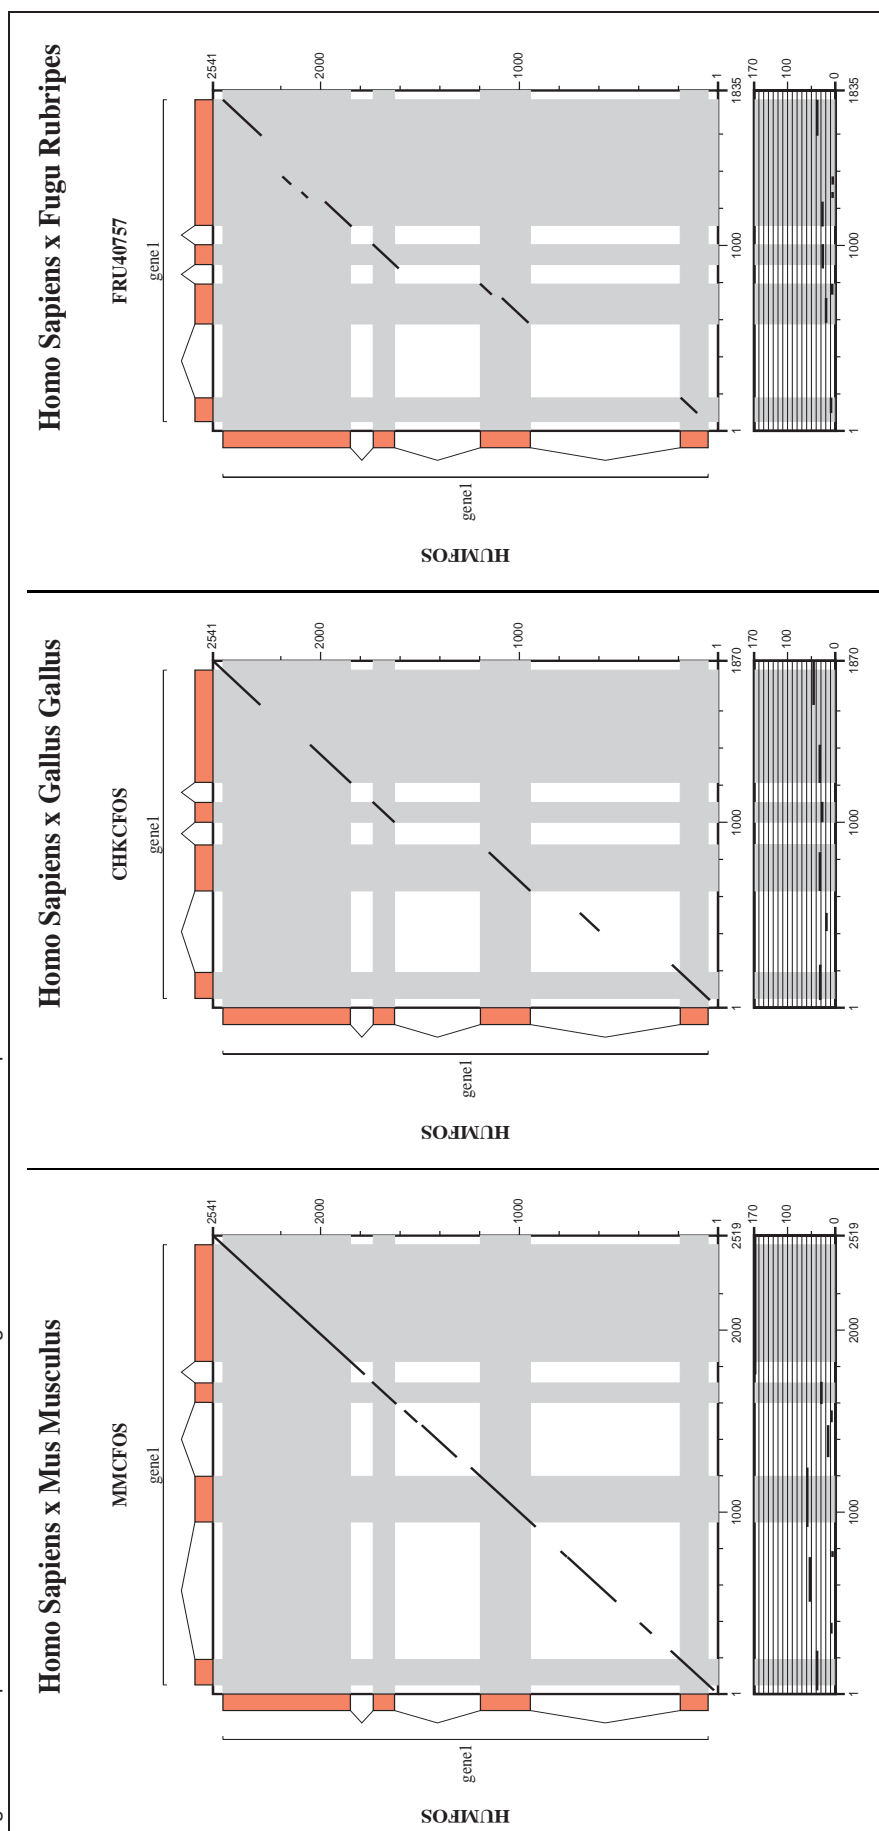 Homo Sapiens x Mus Musculus
MMCFOS
gene1
HUMFOS
gene1
2541
2000
1000
1
1 1000 2000 2519
170
100
0
1 1000 2000 2519
Homo Sapiens x Gallus Gallus
CHKCFOS
gene1
HUMFOS
gene1
2541
2000
1000
1
1 1000 1870
170
100
0
1 1000 1870
Homo Sapiens x Fugu Rubripes
FRU40757
gene1
HUMFOS
gene1
2541
2000
1000
1
1 1000 1835
170
100
0
1 1000 1835